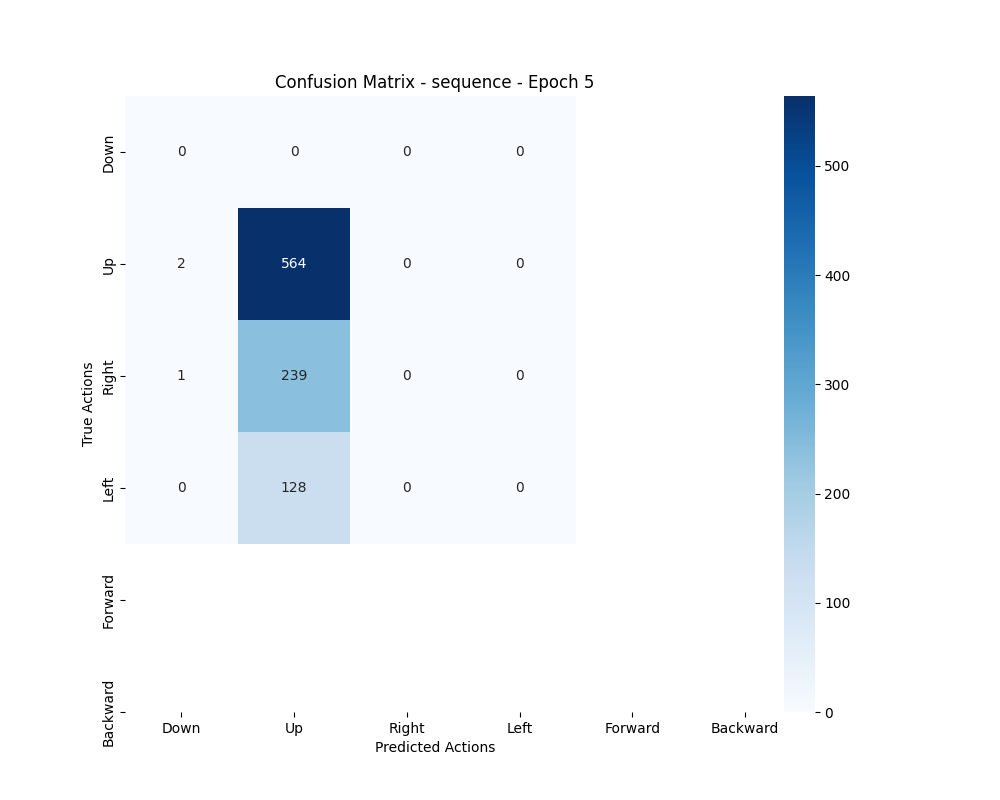 Confusion Matrix - sequence - Epoch 5
True Actions
Down
0 0 0 0
Up
2 564 0 0
Right
1 239 0 0
Left
0 128 0 0
Forward
Backward
Down Up Right Left Forward Backward
Predicted Actions
500
400
300
200
100
0